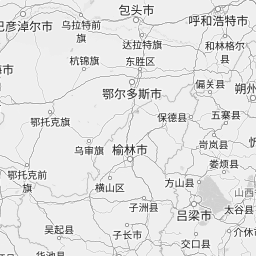 包头市
呼和浩特市
巴彦淖尔市
乌拉特前
旗
达拉特旗
和林格尔
县
杭锦旗
东胜区
偏关县
鄂尔多斯市
朔州
保德县
五寨县
鄂托克旗
岢岚县
乌审旗
榆林市
娄烦县
鄂托克前
旗
横山区
方山县
山西
子洲县
吕梁市
太谷县
吴起县
子长市
介休市
交口县